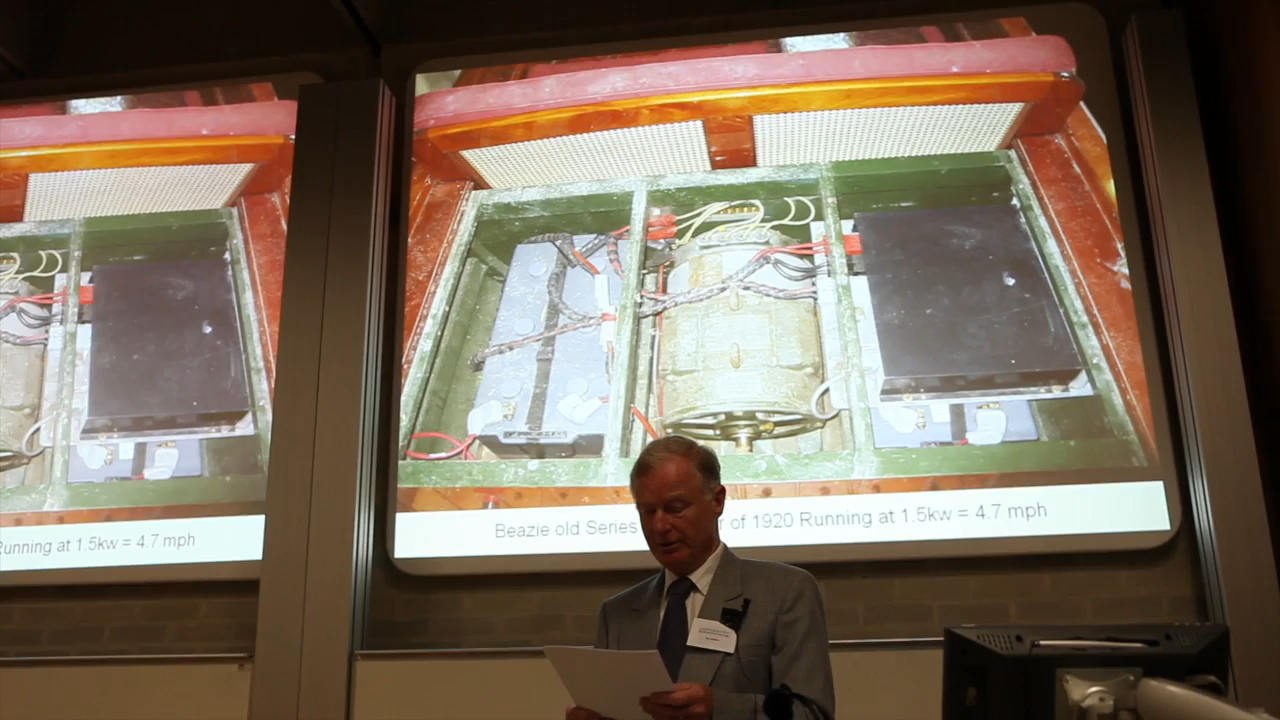 Running at 1.5kw = 4.7 mph
Beazie old Series r of 1920 Running at 1.5kw = 4.7 mph